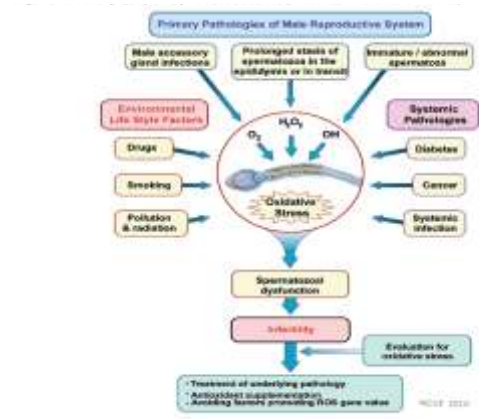 Primary Pathologies of Male Reproductive System
Male accessory
gland infections
Prolonged stasis of
spermatozoa in the
epididymis or in transit
Immature / abnormal
spermatozoa
Environmental
Life Style Factors
Systemic
Pathologies
H₂O₂
O₂
OH
Drugs
Diabetes
Smoking
Cancer
Oxidative
Stress
Pollution
& radiation
Systemic
infection
Spermatozoal
dysfunction
Infertility
Evaluation for
oxidative stress
- Treatment of underlying pathology
- Antioxidant supplementation
- Avoiding factors promoting ROS